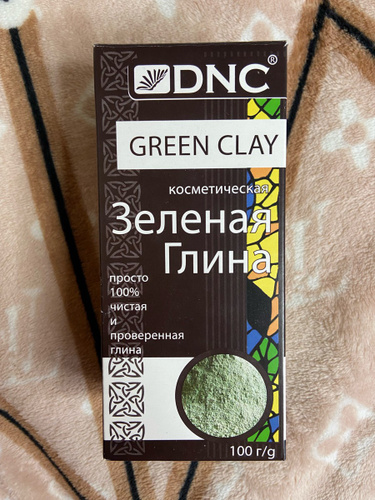 DNC®
GREEN CLAY
косметическая
Зеленая
Глина
просто
100%
чистая
и
проверенная
глина
100 г/g